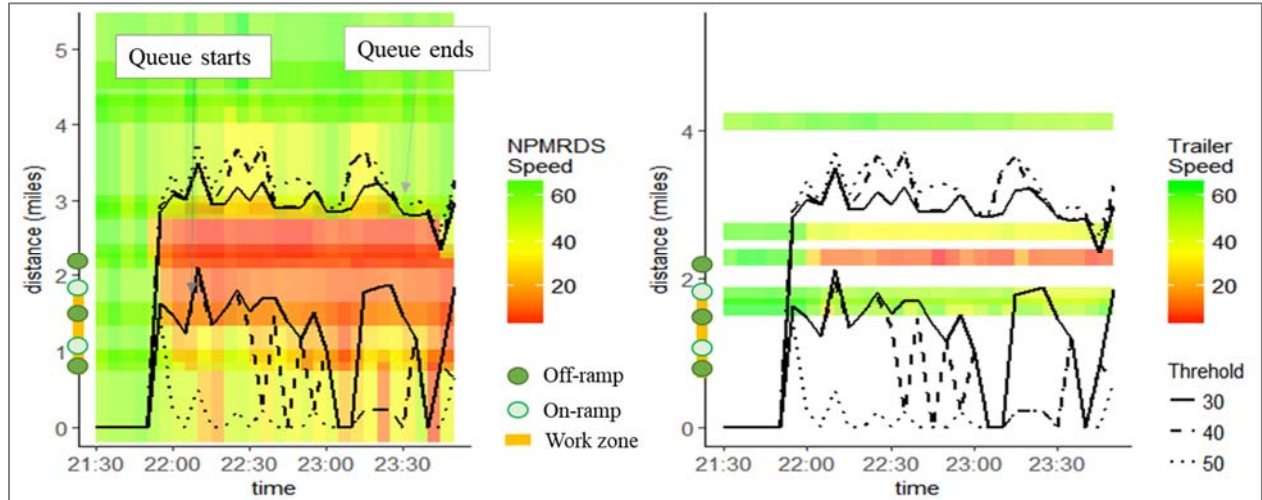 Queue starts
Queue ends
5
4
3
2
1
0
distance (miles)
21:30 22:00 22:30 23:00 23:30
time
NPMRDS
Speed
60
40
20
Off-ramp
On-ramp
Work zone
4
2
0
distance (miles)
21:30 22:00 22:30 23:00 23:30
time
Trailer
Speed
60
40
20
Threhold
30
40
50